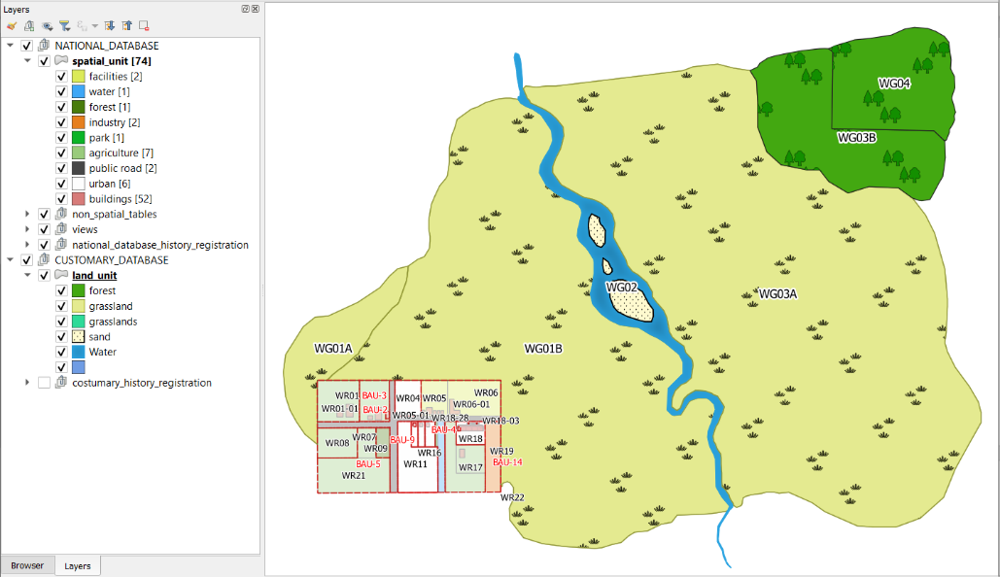 Layers
NATIONAL_DATABASE
spatial_unit [74]
facilities [2]
water [1]
forest [1]
industry [2]
park [1]
agriculture [7]
public road [2]
urban [6]
buildings [52]
non_spatial_tables
views
national_database_history_registration
CUSTOMARY_DATABASE
land_unit
forest
grassland
grasslands
sand
Water
costumary_history_registration
Browser
Layers
WG04
WG03B
WG02
WG03A
WG01A
WG01B
WR01 BAU-3 WR04 WR05 WR06
WR01-01 BAU-2 WR06-01
WR05-01 WR18-28 WR18-03
BAU-4
WR08 WR07 BAU-9 WR18
WR09 WR16 WR19
BAU-5 WR11 WR17 BAU-14
WR21
WR22